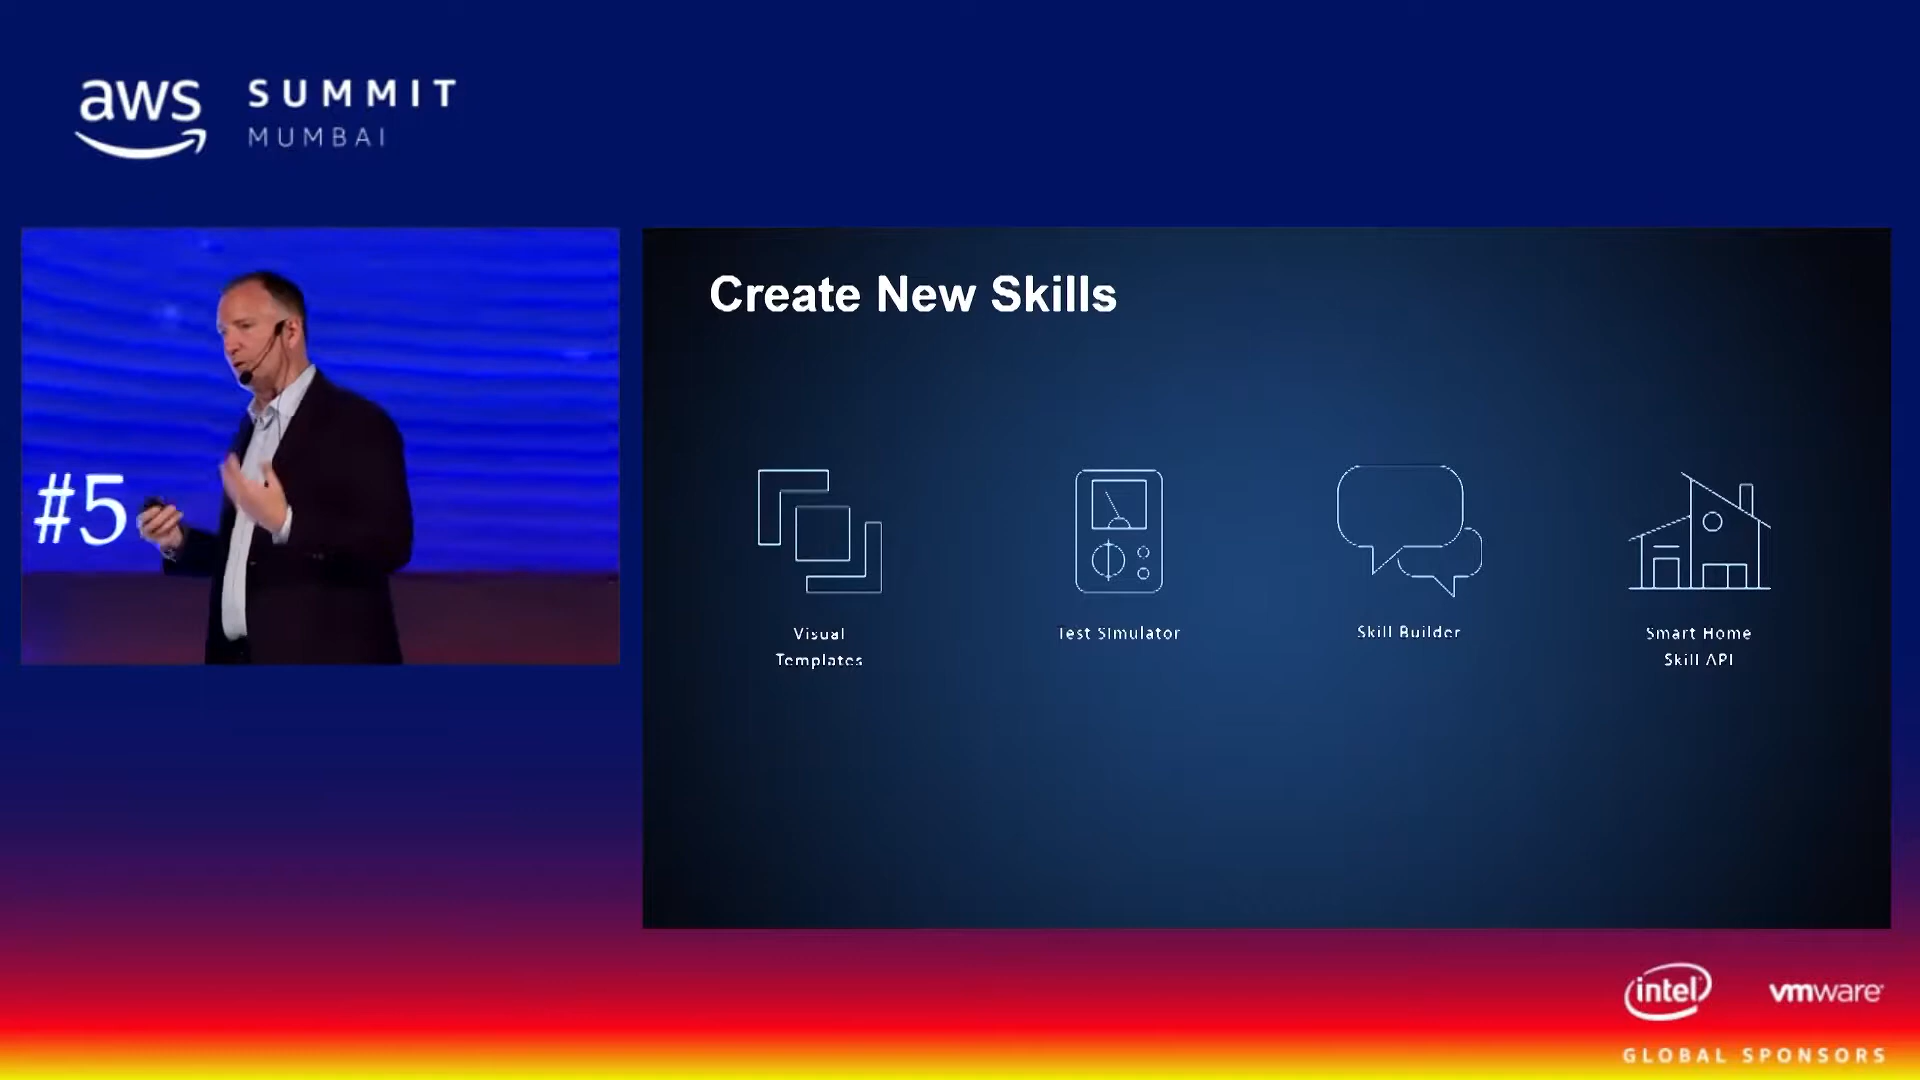 aws
SUMMIT
MUMBAI
#5
Create New Skills
Visual
Templates
Test Simulator
Skill Builder
Smart Home
Skill API
intel
vmware
GLOBAL SPONSORS